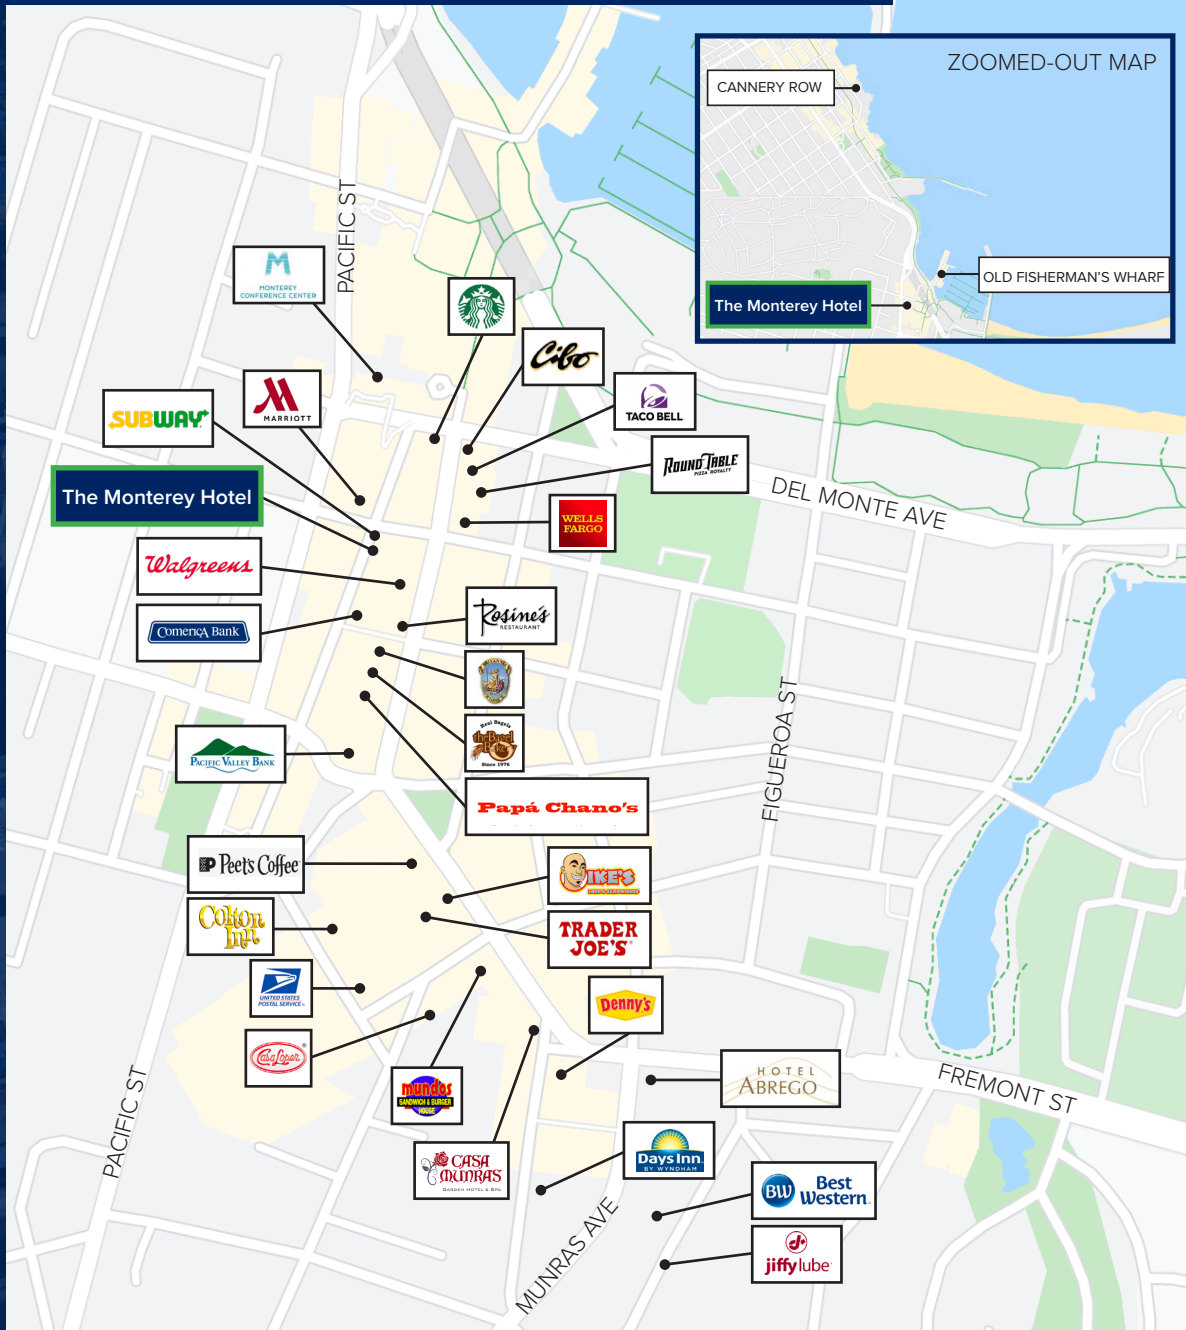 ZOOMED-OUT MAP
CANNERY ROW
OLD FISHERMAN'S WHARF
The Monterey Hotel
PACIFIC ST
M
MONTEREY
CONFERENCE CENTER
Cibo
MARRIOTT
TACO BELL
SUBWAY
ROUND TABLE
PIZZA ROYALTY
The Monterey Hotel
DEL MONTE AVE
WELLS
FARGO
Walgreens
Rosine's
RESTAURANT
ComericA Bank
Real Bagels
the Bagel
Bakery
Since 1976
FIGUEROA ST
PACIFIC VALLEY BANK
Papá Chano's
Peet's Coffee
IKE'S
Colton
Inn
TRADER
JOE'S
UNITED STATES
POSTAL SERVICE
Denny's
Casa Lopez
HOTEL
ABREGO
FREMONT ST
mundos
SANDWICH & BURGER
HOUSE
PACIFIC ST
CASA
MUNRAS
GARDEN HOTEL & SPA
Days Inn
BY WYNDHAM
BW Best
Western
MUNRAS AVE
jiffy lube